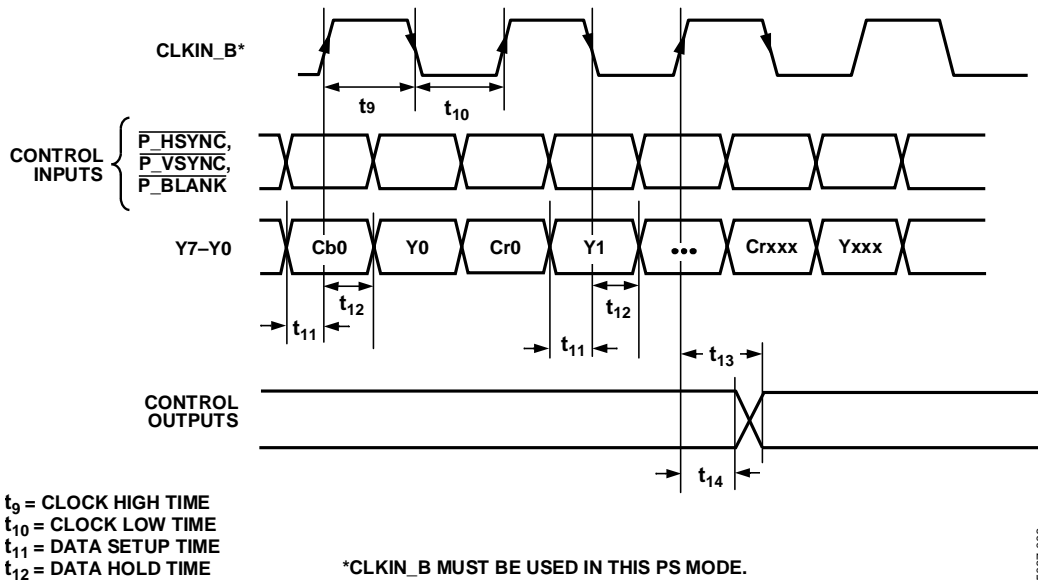 CLKIN_B*
t9
t10
CONTROL
INPUTS
P_HSYNC,
P_VSYNC,
P_BLANK
Y7–Y0
Cb0
Y0
Cr0
Y1
•••
Crxxx
Yxxx
t12
t11
t12
t11
t13
CONTROL
OUTPUTS
t14
t9 = CLOCK HIGH TIME
t10 = CLOCK LOW TIME
t11 = DATA SETUP TIME
t12 = DATA HOLD TIME
*CLKIN_B MUST BE USED IN THIS PS MODE.